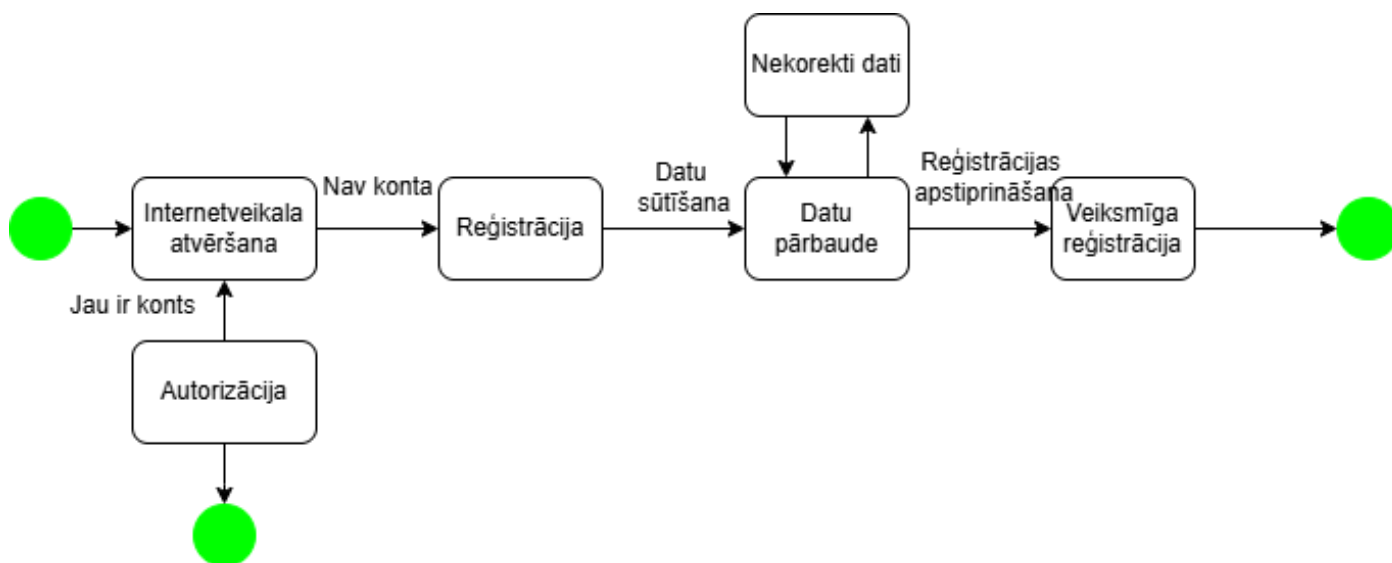 Nekorekti dati
Internetveikala
atvēršana
Nav konta
Reģistrācija
Datu
sūtīšana
Datu
pārbaude
Reģistrācijas
apstiprināšana
Veiksmīga
reģistrācija
Jau ir konts
Autorizācija